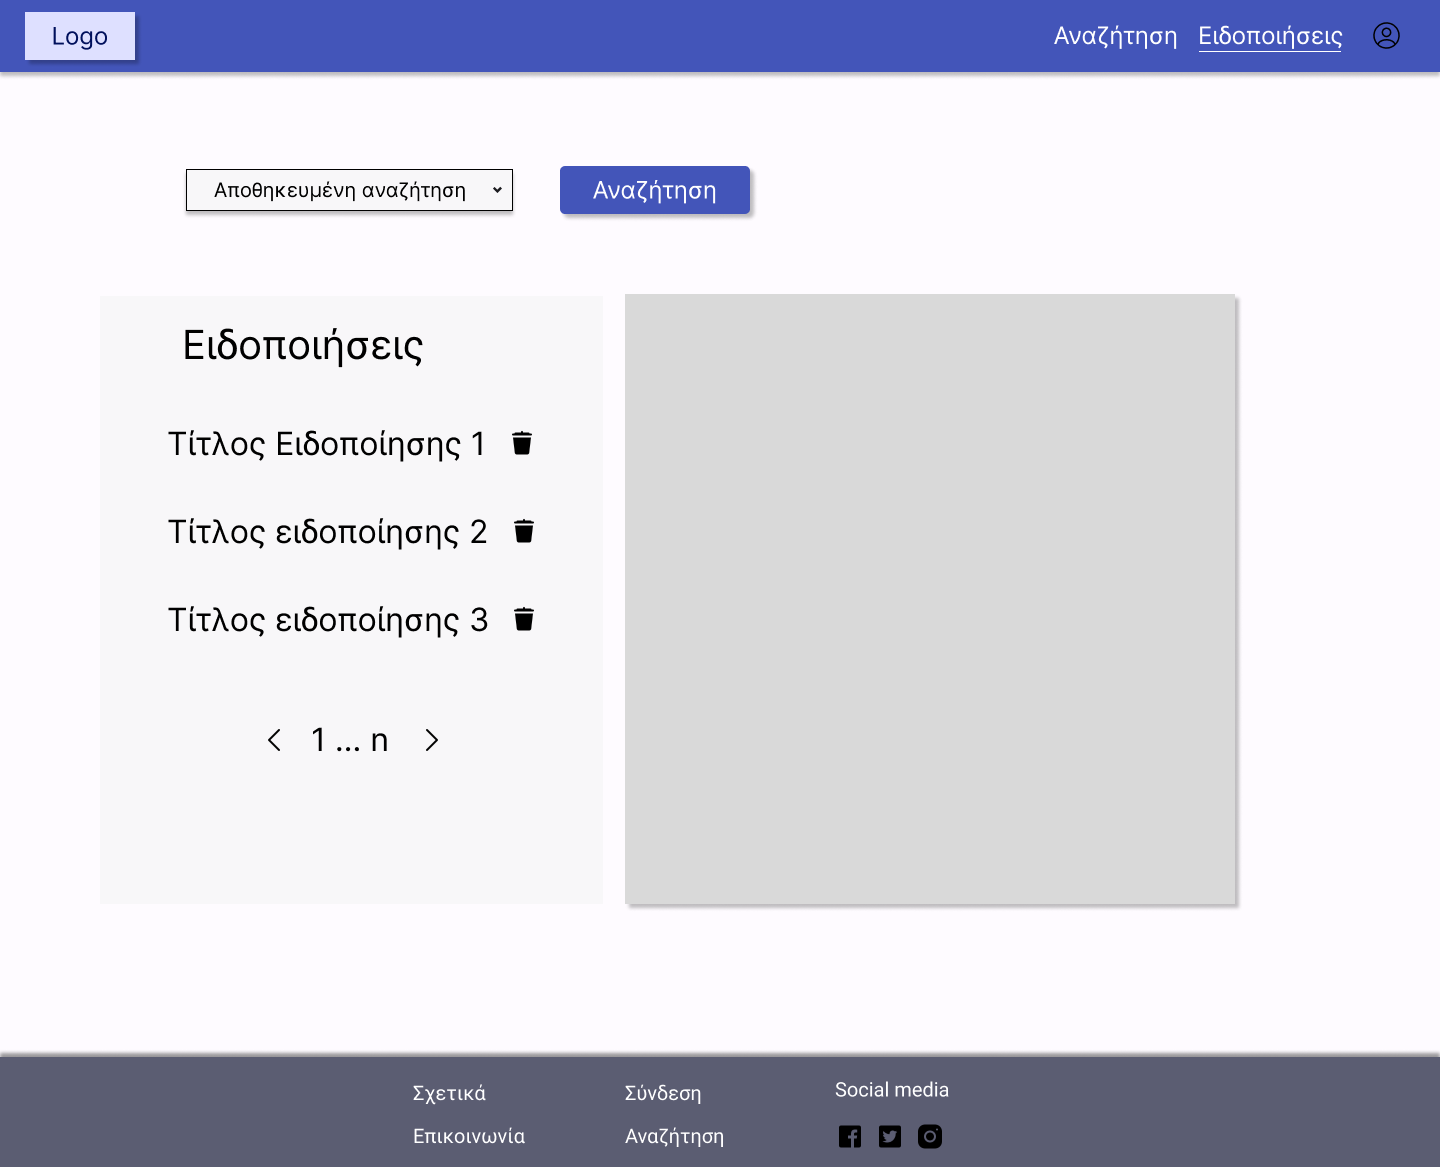 Logo
Αναζήτηση
Ειδοποιήσεις
Αποθηκευμένη αναζήτηση
Αναζήτηση
Ειδοποιήσεις
Τίτλος Ειδοποίησης 1
Τίτλος ειδοποίησης 2
Τίτλος ειδοποίησης 3
1 ... n
Σχετικά
Σύνδεση
Social media
Επικοινωνία
Αναζήτηση